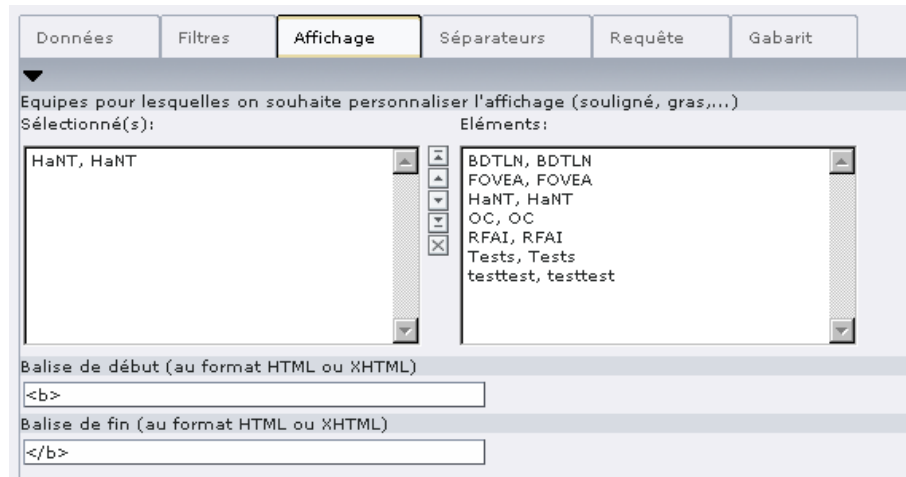 Données Filtres Affichage Séparateurs Requête Gabarit
Equipes pour lesquelles on souhaite personnaliser l'affichage (souligné, gras,...)
Sélectionné(s): Eléments:
HaNT, HaNT
BDTLN, BDTLN
FOVEA, FOVEA
HaNT, HaNT
OC, OC
RFAI, RFAI
Tests, Tests
testtest, testtest
Balise de début (au format HTML ou XHTML)
<b>
Balise de fin (au format HTML ou XHTML)
</b>